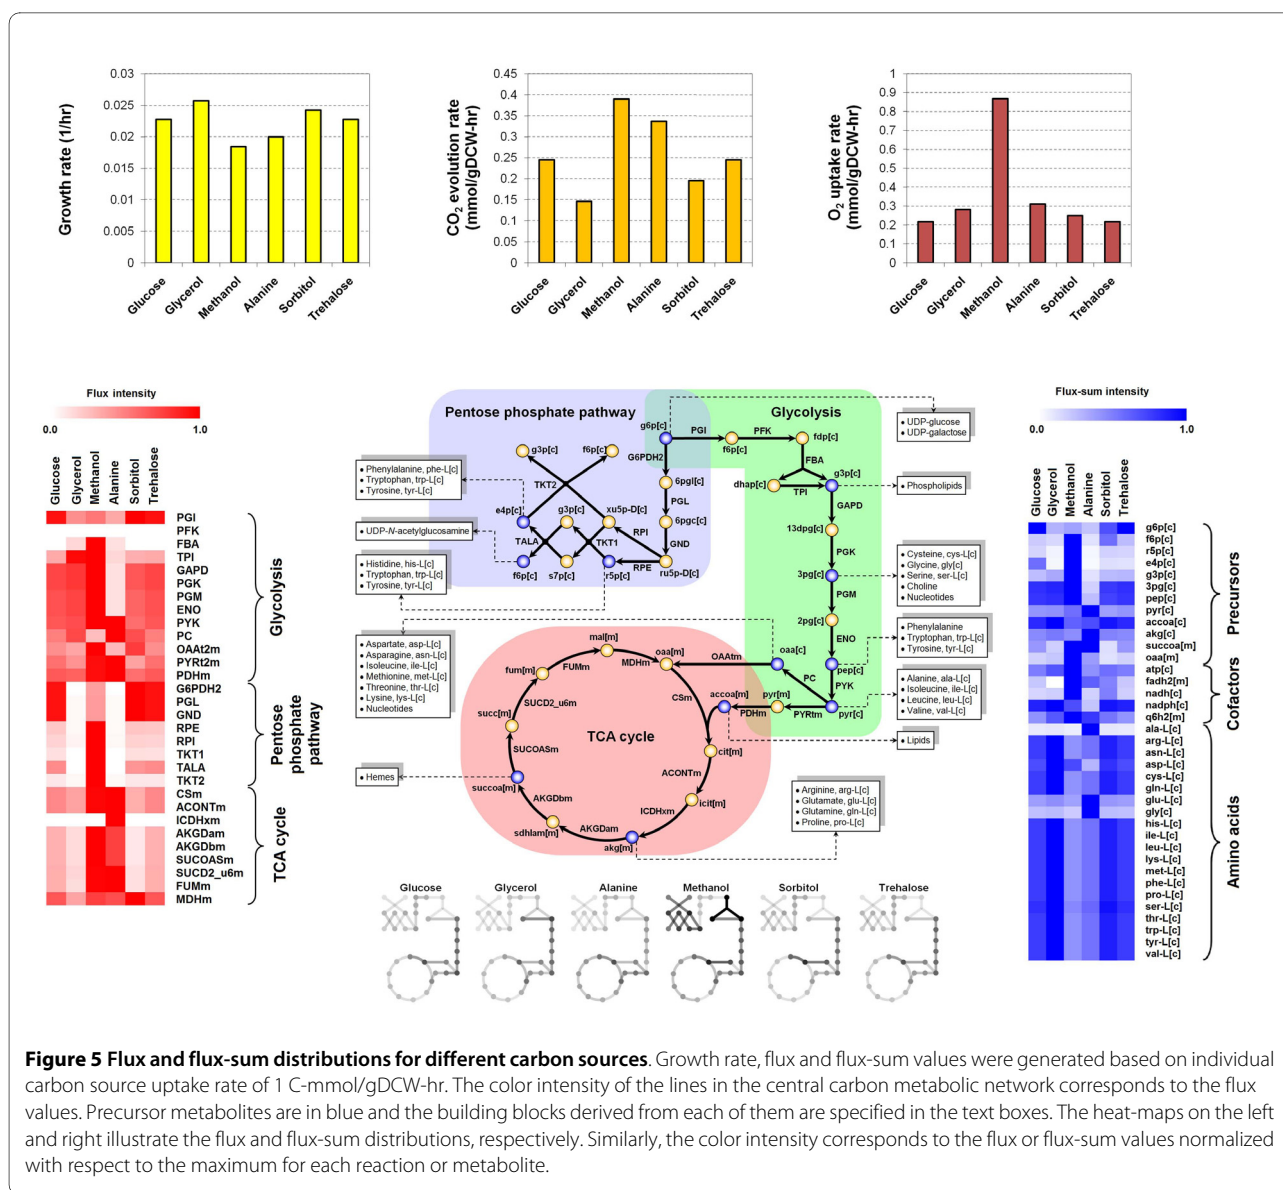 Growth rate (1/hr)
0.03
0.025
0.02
0.015
0.01
0.005
0
Glucose
Glycerol
Methanol
Alanine
Sorbitol
Trehalose
CO2 evolution rate
(mmol/gDCW-hr)
0.45
0.4
0.35
0.3
0.25
0.2
0.15
0.1
0.05
0
Glucose
Glycerol
Methanol
Alanine
Sorbitol
Trehalose
O2 uptake rate
(mmol/gDCW-hr)
1
0.9
0.8
0.7
0.6
0.5
0.4
0.3
0.2
0.1
0
Glucose
Glycerol
Methanol
Alanine
Sorbitol
Trehalose
Flux intensity
0.0 1.0
Glucose
Glycerol
Methanol
Alanine
Sorbitol
Trehalose
PGI
PFK
FBA
TPI
GAPD
PGK
PGM
ENO
PYK
PC
OAAt2m
PYRt2m
PDHm
G6PDH2
PGL
GND
RPE
RPI
TKT1
TALA
TKT2
CSm
ACONTm
ICDHxm
AKGDam
AKGDbm
SUCOASm
SUCD2_u6m
FUMm
MDHm
Glycolysis
Pentose
phosphate
pathway
TCA cycle
Pentose phosphate pathway
Glycolysis
g6p[c]
PGI
PFK
f6p[c]
fdp[c]
FBA
G6PDH2
g3p[c]
f6p[c]
dhap[c]
TPI
g3p[c]
TKT2
6pgl[c]
PGL
GAPD
e4p[c]
g3p[c]
xu5p-D[c]
6pgc[c]
13dpg[c]
TALA
TKT1
RPI
GND
PGK
RPE
f6p[c]
s7p[c]
r5p[c]
ru5p-D[c]
3pg[c]
PGM
2pg[c]
ENO
pep[c]
PYK
mal[m]
MDHm
oaa[m]
OAAtm
oaa[c]
PC
FUMm
fum[m]
CSm
accoa[m]
pyr[m]
PDHm
PYRtm
pyr[c]
SUCD2_u6m
succ[m]
TCA cycle
SUCOASm
cit[m]
ACONTm
succoa[m]
AKGDbm
icit[m]
ICDHxm
sdhlam[m]
AKGDam
akg[m]
• UDP-glucose
• UDP-galactose
• Phospolipids
• Cysteine, cys-L[c]
• Glycine, gly[c]
• Serine, ser-L[c]
• Choline
• Nucleotides
• Phenylalanine
• Tryptophan, trp-L[c]
• Tyrosine, tyr-L[c]
• Alanine, ala-L[c]
• Isoleucine, ile-L[c]
• Leucine, leu-L[c]
• Valine, val-L[c]
• Lipids
• Arginine, arg-L[c]
• Glutamate, glu-L[c]
• Glutamine, gln-L[c]
• Proline, pro-L[c]
• Phenylalanine, phe-L[c]
• Tryptophan, trp-L[c]
• Tyrosine, tyr-L[c]
• UDP-N-acetylglucosamine
• Histidine, his-L[c]
• Tryptophan, trp-L[c]
• Tyrosine, tyr-L[c]
• Aspartate, asp-L[c]
• Asparagine, asn-L[c]
• Isoleucine, ile-L[c]
• Methionine, met-L[c]
• Threonine, thr-L[c]
• Lysine, lys-L[c]
• Nucleotides
• Hemes
Glucose Glycerol Alanine Methanol Sorbitol Trehalose
Flux-sum intensity
0.0 1.0
Glucose
Glycerol
Methanol
Alanine
Sorbitol
Trehalose
g6p[c]
f6p[c]
r5p[c]
e4p[c]
g3p[c]
3pg[c]
pep[c]
pyr[c]
accoa[c]
akg[c]
succoa[m]
oaa[m]
atp[c]
fadh2[m]
nadh[c]
nadph[c]
q6h2[m]
ala-L[c]
arg-L[c]
asn-L[c]
asp-L[c]
cys-L[c]
gln-L[c]
glu-L[c]
gly[c]
his-L[c]
ile-L[c]
leu-L[c]
lys-L[c]
met-L[c]
phe-L[c]
pro-L[c]
ser-L[c]
thr-L[c]
trp-L[c]
tyr-L[c]
val-L[c]
Precursors
Cofactors
Amino acids
Figure 5 Flux and flux-sum distributions for different carbon sources. Growth rate, flux and flux-sum values were generated based on individual
carbon source uptake rate of 1 C-mmol/gDCW-hr. The color intensity of the lines in the central carbon metabolic network corresponds to the flux
values. Precursor metabolites are in blue and the building blocks derived from each of them are specified in the text boxes. The heat-maps on the left
and right illustrate the flux and flux-sum distributions, respectively. Similarly, the color intensity corresponds to the flux or flux-sum values normalized
with respect to the maximum for each reaction or metabolite.